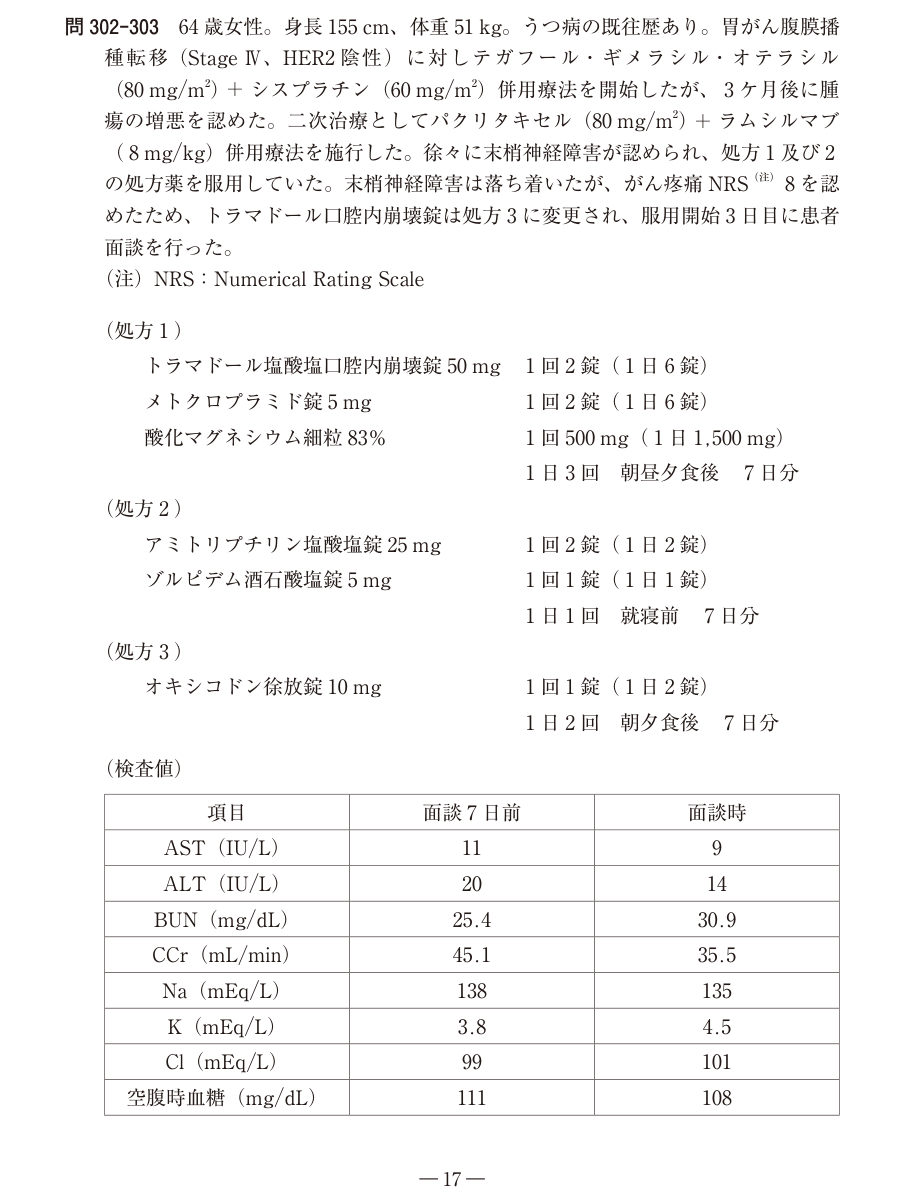 問 302-303　64 歳女性。身長 155 cm、体重 51 kg。うつ病の既往歴あり。胃がん腹膜播
種転移（Stage Ⅳ、HER2 陰性）に対しテガフール・ギメラシル・オテラシル
（80 mg/m²）＋ シスプラチン（60 mg/m²）併用療法を開始したが、３ケ月後に腫
瘍の増悪を認めた。二次治療としてパクリタキセル（80 mg/m²）＋ ラムシルマブ
（８mg/kg）併用療法を施行した。徐々に末梢神経障害が認められ、処方１及び２
の処方薬を服用していた。末梢神経障害は落ち着いたが、がん疼痛 NRS（注）８を認
めたため、トラマドール口腔内崩壊錠は処方３に変更され、服用開始３日目に患者
面談を行った。
（注）NRS：Numerical Rating Scale
（処方１）
トラマドール塩酸塩口腔内崩壊錠 50 mg　１回２錠（１日６錠）
メトクロプラミド錠５mg　１回２錠（１日６錠）
酸化マグネシウム細粒 83%　１回 500 mg（１日 1,500 mg）
１日３回　朝昼夕食後　７日分
（処方２）
アミトリプチリン塩酸塩錠 25 mg　１回２錠（１日２錠）
ゾルピデム酒石酸塩錠５mg　１回１錠（１日１錠）
１日１回　就寝前　７日分
（処方３）
オキシコドン徐放錠 10 mg　１回１錠（１日２錠）
１日２回　朝夕食後　７日分
（検査値）
項目　面談７日前　面談時
AST（IU/L）　11　9
ALT（IU/L）　20　14
BUN（mg/dL）　25.4　30.9
CCr（mL/min）　45.1　35.5
Na（mEq/L）　138　135
K（mEq/L）　3.8　4.5
Cl（mEq/L）　99　101
空腹時血糖（mg/dL）　111　108
― 17 ―